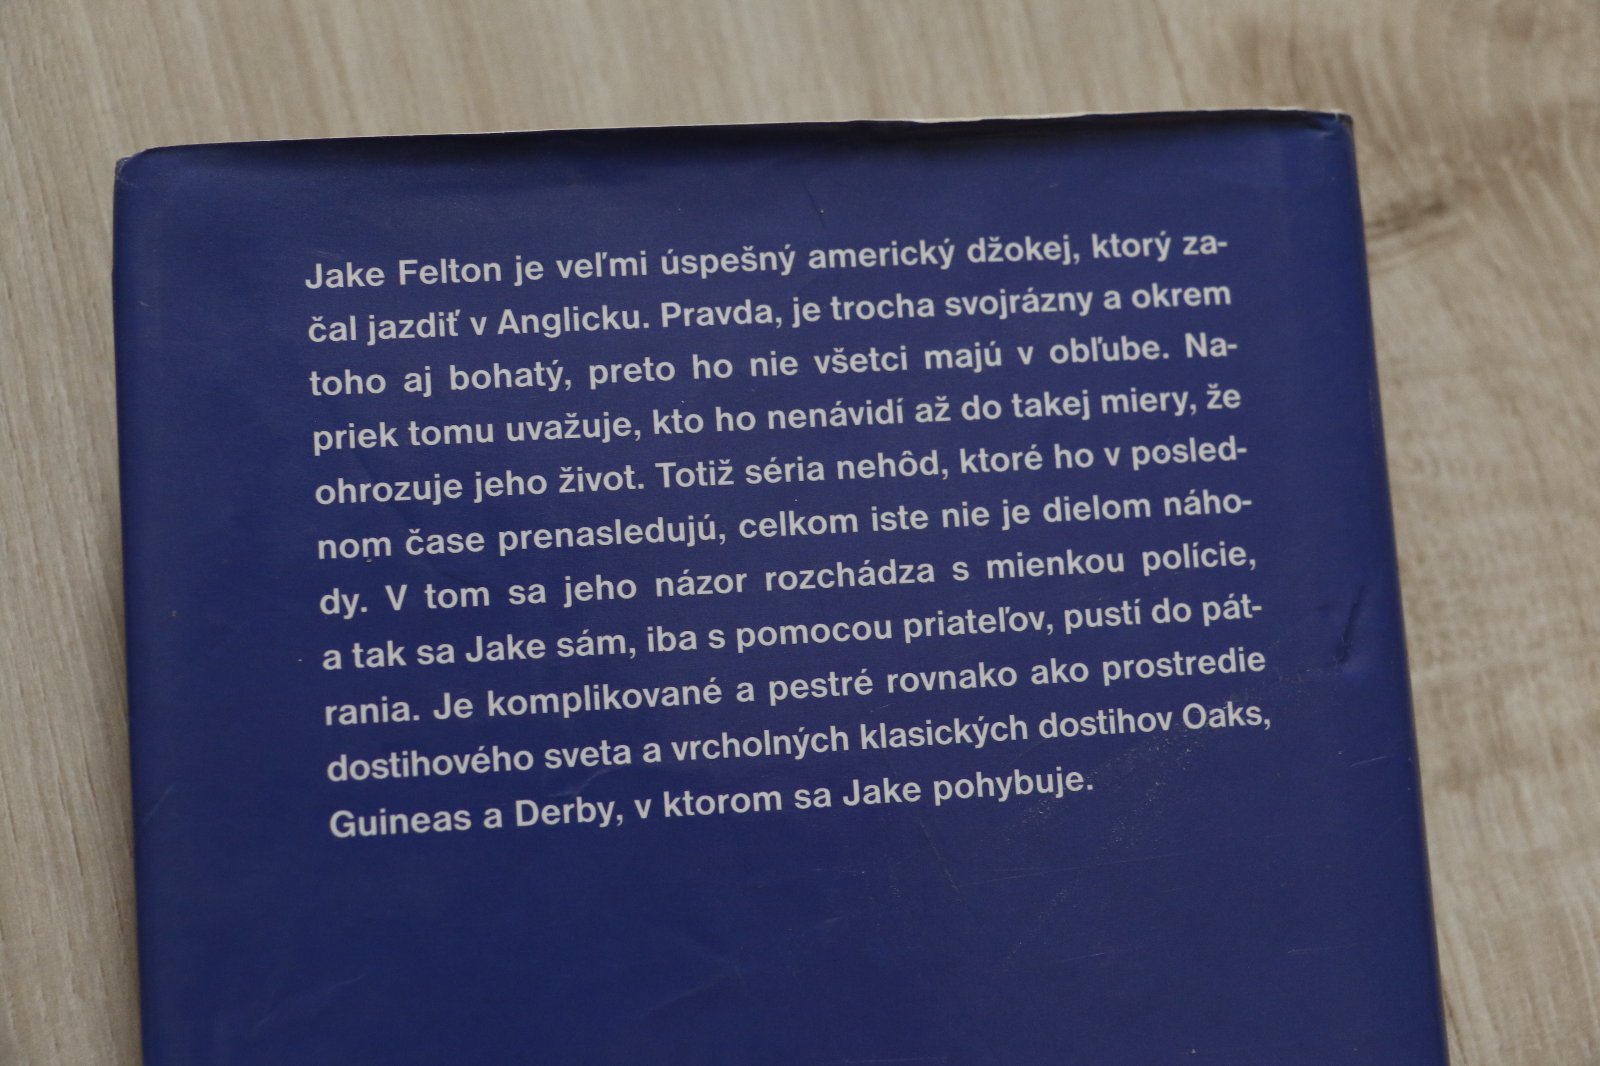 Jake Felton je veľmi úspešný americký džokej, ktorý za-
čal jazdiť v Anglicku. Pravda, je trocha svojrázny a okrem
toho aj bohatý, preto ho nie všetci majú v obľube. Na-
priek tomu uvažuje, kto ho nenávidí až do takej miery, že
ohrozuje jeho život. Totiž séria nehôd, ktoré ho v posled-
nom čase prenasledujú, celkom iste nie je dielom náho-
dy. V tom sa jeho názor rozchádza s mienkou polície,
a tak sa Jake sám, iba s pomocou priateľov, pustí do pát-
rania. Je komplikované a pestré rovnako ako prostredie
dostihového sveta a vrcholných klasických dostihov Oaks,
Guineas a Derby, v ktorom sa Jake pohybuje.